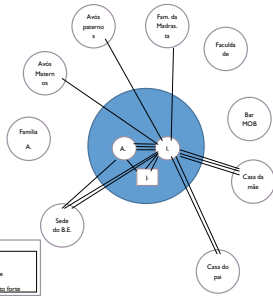 Avós
paterno
s
Fam. da
Madras.
ta
Faculda
de
Avós
Matern
os
Bar
MOB
Família
A.
A.
I.
J.
Casa da
mãe
Sede
do B.E.
Casa do
pai
e
to forte